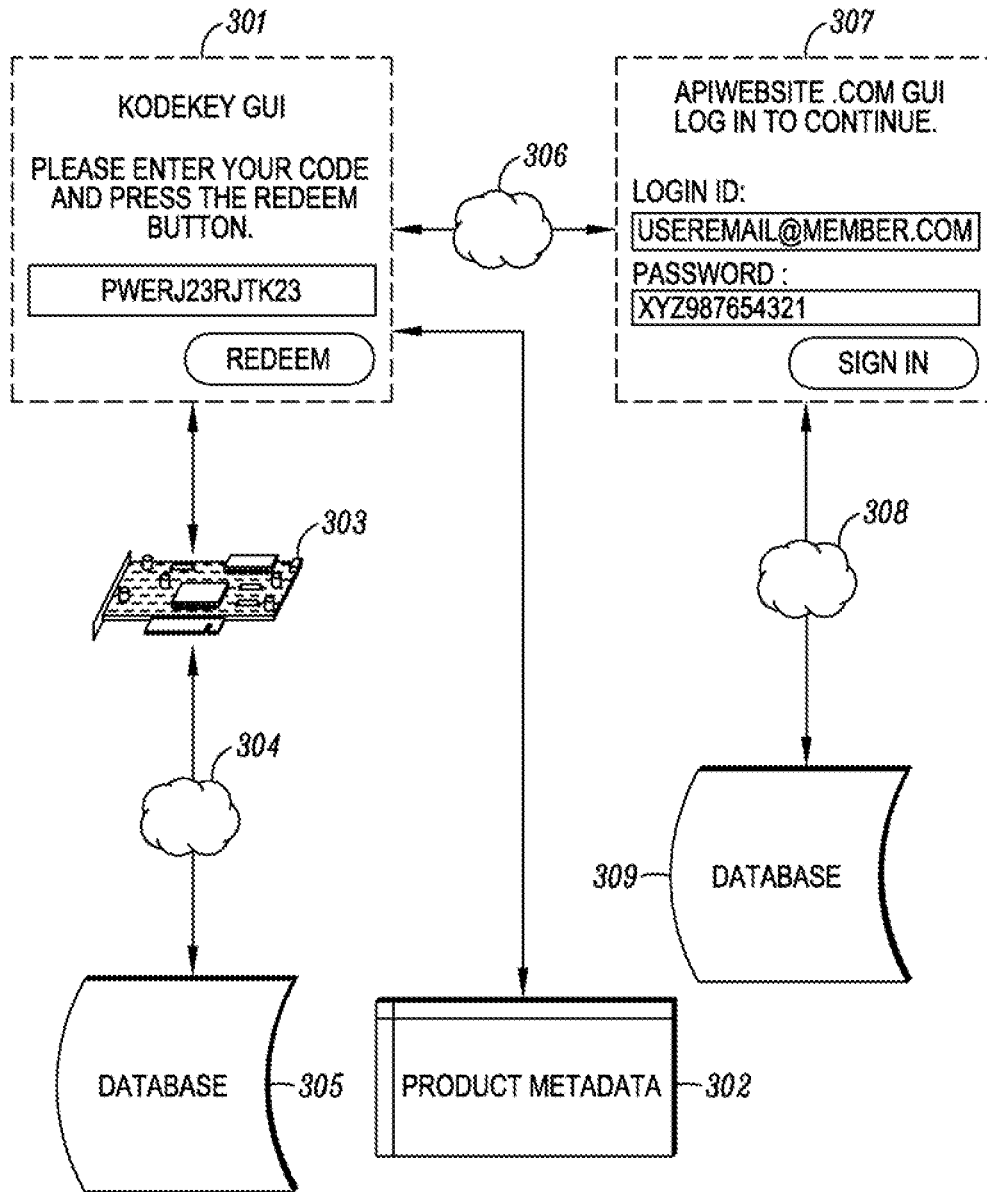 301
KODEKEY GUI
PLEASE ENTER YOUR CODE
AND PRESS THE REDEEM
BUTTON.
PWERJ23RJTK23
REDEEM
306
307
APIWEBSITE .COM GUI
LOG IN TO CONTINUE.
LOGIN ID:
USEREMAIL@MEMBER.COM
PASSWORD :
XYZ987654321
SIGN IN
303
308
304
309
DATABASE
DATABASE
305
PRODUCT METADATA
302